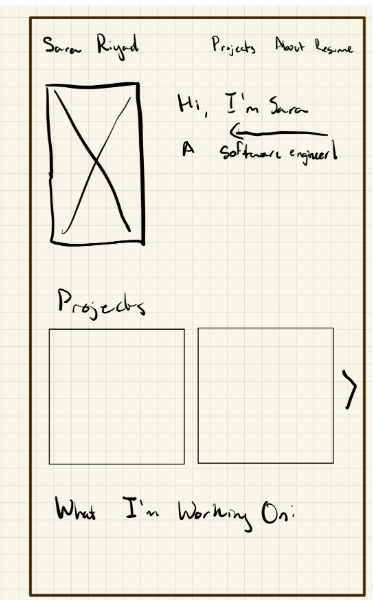 Sara Riyad
Projects About Resume
Hi, I'm Sara
A software engineer
Projects
What I'm Working On: